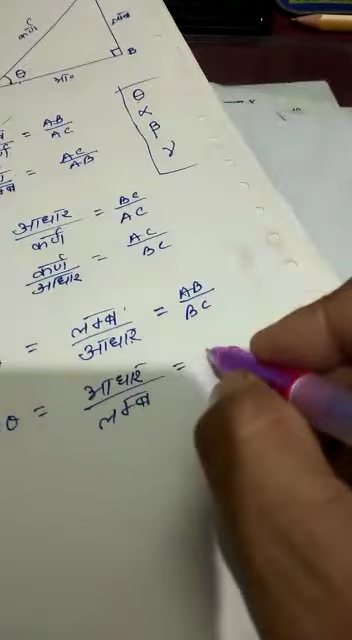 कर्ण
लम्ब
B
θ
आ०
= AB/AC
= AC/AB
θ
α
β
γ
आधार/कर्ण = BC/AC
कर्ण/आधार = AC/BC
= लम्ब/आधार = AB/BC
θ = आधार/लम्ब =